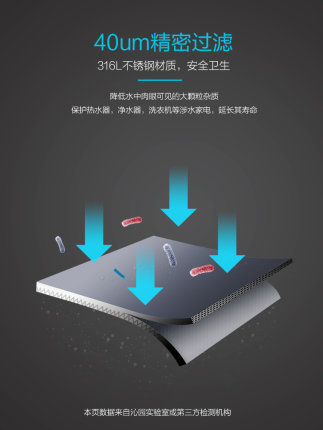 40um精密过滤
316L不锈钢材质，安全卫生
降低水中肉眼可见的大颗粒杂质
保护热水器，净水器，洗衣机等涉水家电，延长其寿命
本页数据来自沁园实验室或第三方检测机构